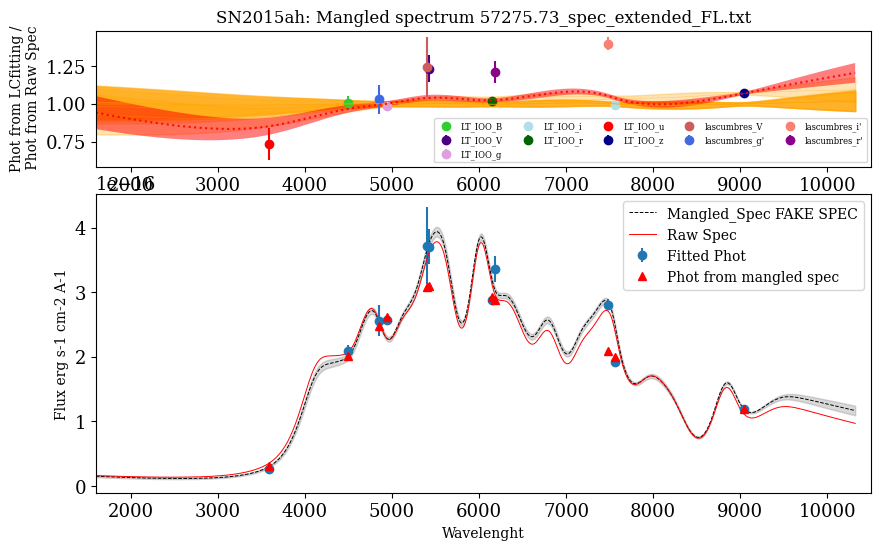 SN2015ah: Mangled spectrum 57275.73_spec_extended_FL.txt
Phot from LCfitting /
Phot from Raw Spec
1.25
1.00
0.75
LT_IOO_B
LT_IOO_V
LT_IOO_g
LT_IOO_i
LT_IOO_r
LT_IOO_u
LT_IOO_z
lascumbres_V
lascumbres_g'
lascumbres_i'
lascumbres_r'
2000 3000 4000 5000 6000 7000 8000 9000 10000
1e−16
Flux erg s-1 cm-2 A-1
4
3
2
1
0
Mangled_Spec FAKE SPEC
Raw Spec
Fitted Phot
Phot from mangled spec
2000 3000 4000 5000 6000 7000 8000 9000 10000
Wavelenght